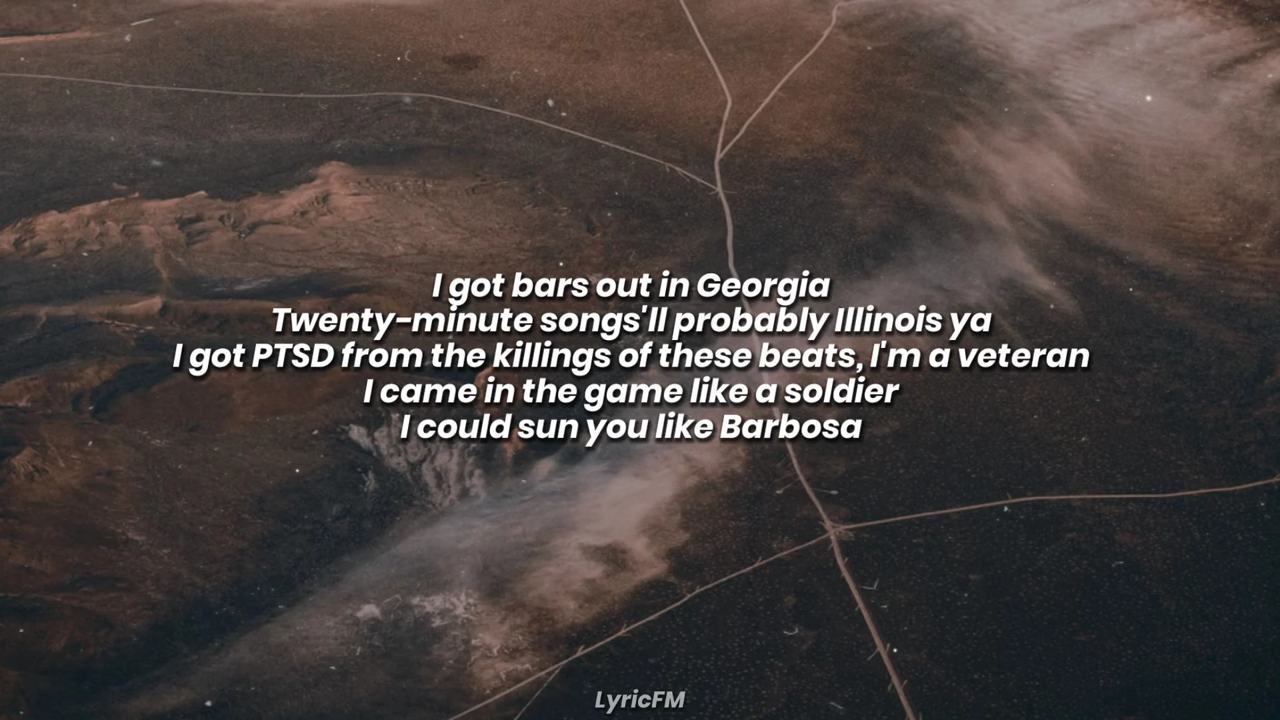 I got bars out in Georgia
Twenty-minute songs'll probably Illinois ya
I got PTSD from the killings of these beats, I'm a veteran
I came in the game like a soldier
I could sun you like Barbosa
LyricFM